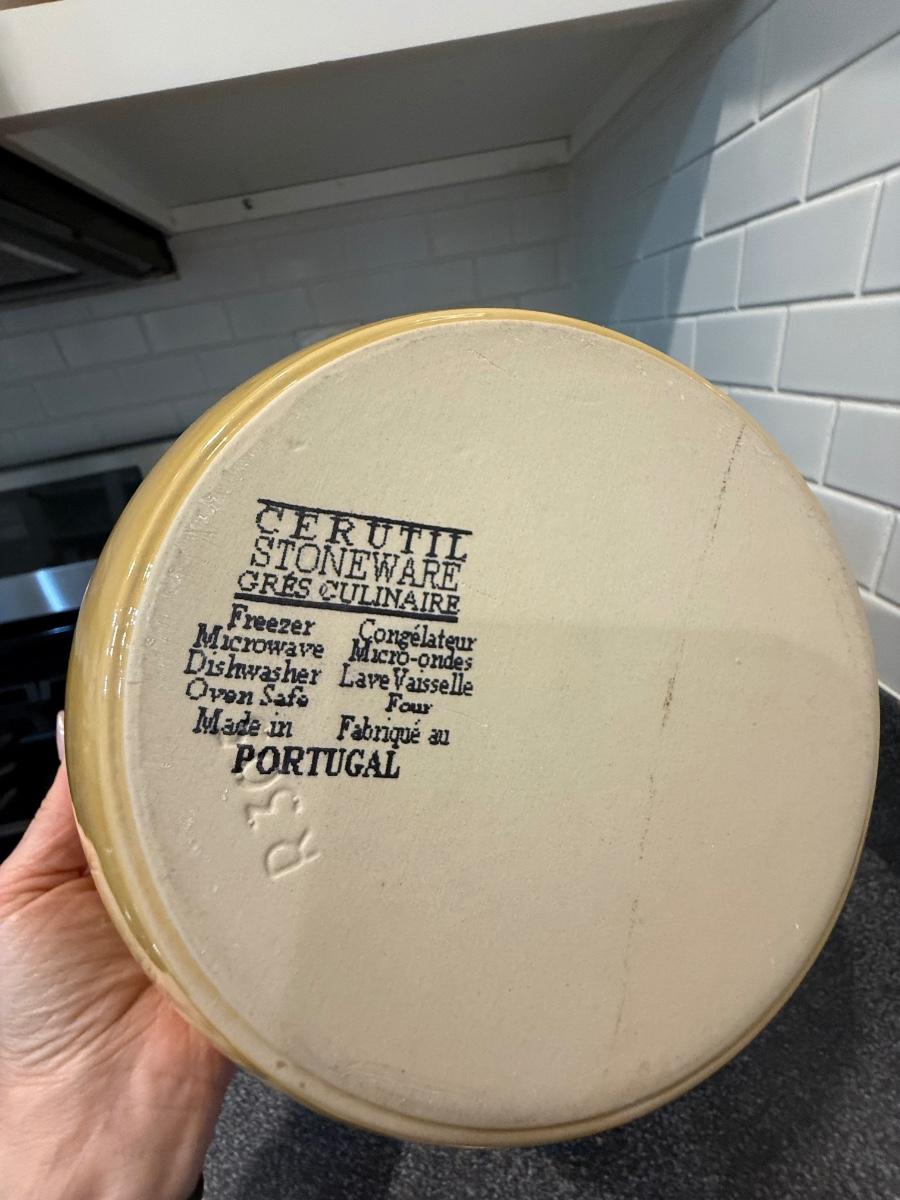 CERUTIL
STONEWARE
GRÉS CULINAIRE
Freezer Congélateur
Microwave Micro-ondes
Dishwasher Lave Vaisselle
Oven Safe Four
Made in Fabriqué au
PORTUGAL